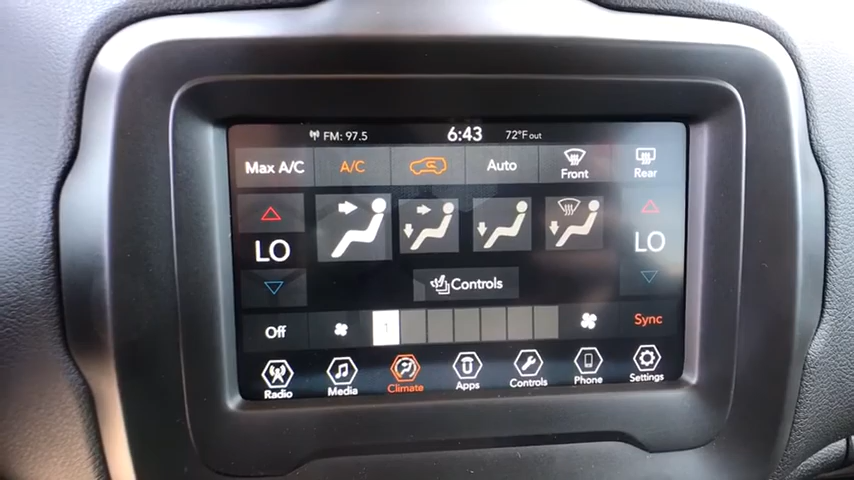 FM: 97.5 6:43 72°F out
Max A/C A/C Auto Front Rear
LO LO
Controls
Off 1 Sync
Radio Media Climate Apps Controls Phone Settings